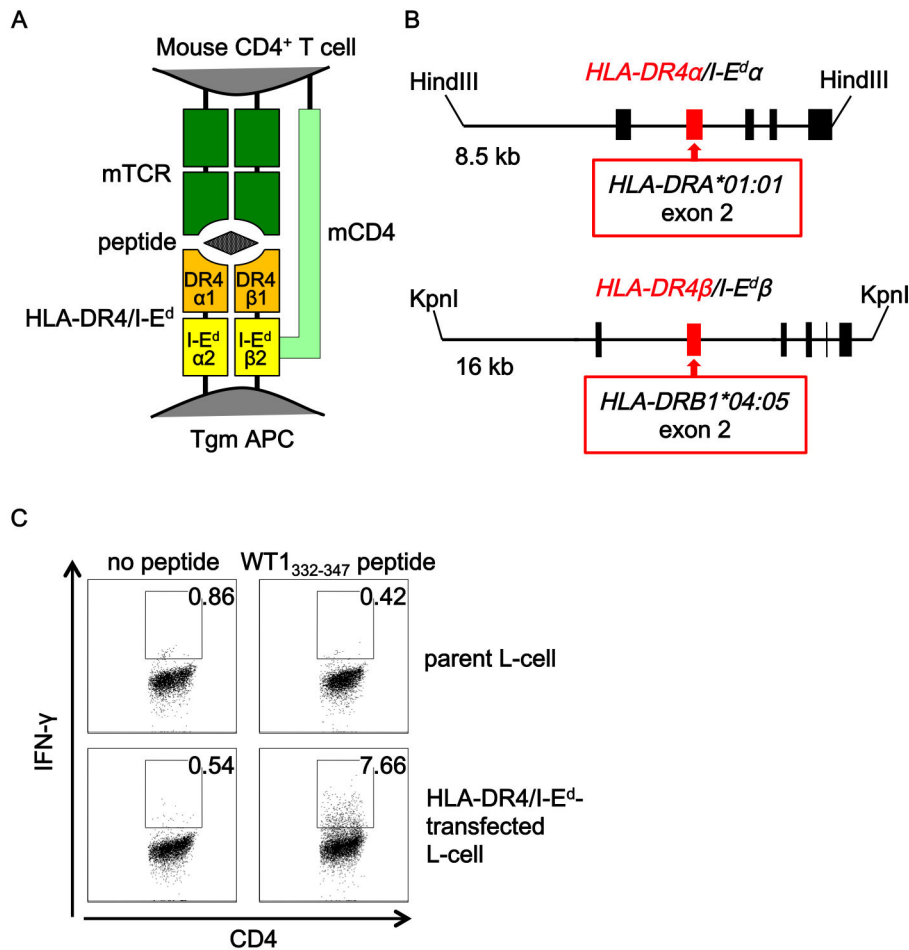 A
Mouse CD4⁺ T cell
mTCR
peptide
mCD4
DR4 α1
DR4 β1
HLA-DR4/I-Eᵈ
I-Eᵈ α2
I-Eᵈ β2
Tgm APC
B
HLA-DR4α/I-Eᵈα
HindIII
HindIII
8.5 kb
HLA-DRA*01:01
exon 2
HLA-DR4β/I-Eᵈβ
KpnI
KpnI
16 kb
HLA-DRB1*04:05
exon 2
C
no peptide
WT1₃₃₂₋₃₄₇ peptide
0.86
0.42
parent L-cell
IFN-γ
0.54
7.66
HLA-DR4/I-Eᵈ-
transfected
L-cell
CD4